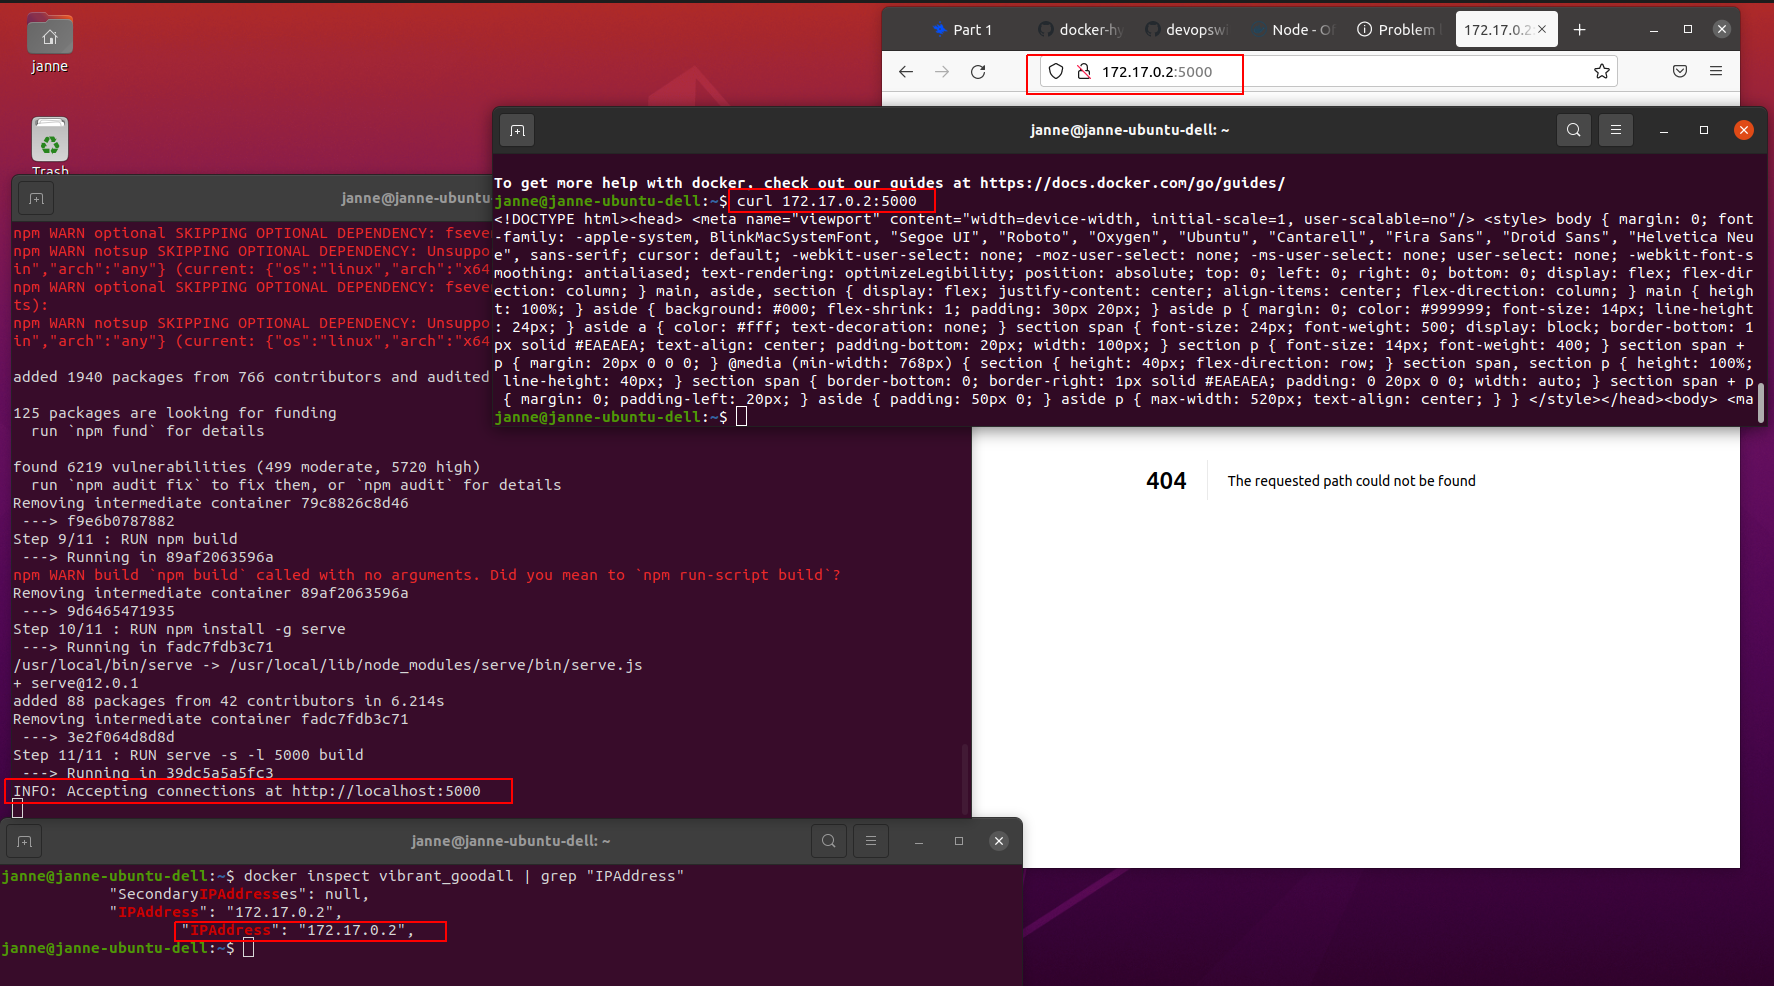 janne
Trash
Part 1
docker-hy
devopswi
Node - Of
Problem
172.17.0.2:
172.17.0.2:5000
janne@janne-ubuntu-dell: ~
To get more help with docker, check out our guides at https://docs.docker.com/go/guides/
janne@janne-ubuntu-dell:~$ curl 172.17.0.2:5000
<!DOCTYPE html><head> <meta name="viewport" content="width=device-width, initial-scale=1, user-scalable=no"/> <style> body { margin: 0; font
-family: -apple-system, BlinkMacSystemFont, "Segoe UI", "Roboto", "Oxygen", "Ubuntu", "Cantarell", "Fira Sans", "Droid Sans", "Helvetica Neu
e", sans-serif; cursor: default; -webkit-user-select: none; -moz-user-select: none; -ms-user-select: none; user-select: none; -webkit-font-s
moothing: antialiased; text-rendering: optimizeLegibility; position: absolute; top: 0; left: 0; right: 0; bottom: 0; display: flex; flex-dir
ection: column; } main, aside, section { display: flex; justify-content: center; align-items: center; flex-direction: column; } main { heigh
t: 100%; } aside { background: #000; flex-shrink: 1; padding: 30px 20px; } aside p { margin: 0; color: #999999; font-size: 14px; line-height
: 24px; } aside a { color: #fff; text-decoration: none; } section span { font-size: 24px; font-weight: 500; display: block; border-bottom: 1
px solid #EAEAEA; text-align: center; padding-bottom: 20px; width: 100px; } section p { font-size: 14px; font-weight: 400; } section span +
p { margin: 20px 0 0 0; } @media (min-width: 768px) { section { height: 40px; flex-direction: row; } section span, section p { height: 100%;
 line-height: 40px; } section span { border-bottom: 0; border-right: 1px solid #EAEAEA; padding: 0 20px 0 0; width: auto; } section span + p
 { margin: 0; padding-left: 20px; } aside { padding: 50px 0; } aside p { max-width: 520px; text-align: center; } } </style></head><body> <ma
janne@janne-ubuntu-dell:~$
janne@janne-ubuntu
npm WARN optional SKIPPING OPTIONAL DEPENDENCY: fseve
npm WARN notsup SKIPPING OPTIONAL DEPENDENCY: Unsuppo
in","arch":"any"} (current: {"os":"linux","arch":"x64
npm WARN optional SKIPPING OPTIONAL DEPENDENCY: fseve
ts):
npm WARN notsup SKIPPING OPTIONAL DEPENDENCY: Unsuppo
in","arch":"any"} (current: {"os":"linux","arch":"x64
added 1940 packages from 766 contributors and audited
125 packages are looking for funding
  run `npm fund` for details
found 6219 vulnerabilities (499 moderate, 5720 high)
  run `npm audit fix` to fix them, or `npm audit` for details
Removing intermediate container 79c8826c8d46
 ---> f9e6b0787882
Step 9/11 : RUN npm build
 ---> Running in 89af2063596a
npm WARN build `npm build` called with no arguments. Did you mean to `npm run-script build`?
Removing intermediate container 89af2063596a
 ---> 9d6465471935
Step 10/11 : RUN npm install -g serve
 ---> Running in fadc7fdb3c71
/usr/local/bin/serve -> /usr/local/lib/node_modules/serve/bin/serve.js
+ serve@12.0.1
added 88 packages from 42 contributors in 6.214s
Removing intermediate container fadc7fdb3c71
 ---> 3e2f064d8d8d
Step 11/11 : RUN serve -s -l 5000 build
 ---> Running in 39dc5a5a5fc3
INFO: Accepting connections at http://localhost:5000
404
The requested path could not be found
janne@janne-ubuntu-dell: ~
janne@janne-ubuntu-dell:~$ docker inspect vibrant_goodall | grep "IPAddress"
            "SecondaryIPAddresses": null,
            "IPAddress": "172.17.0.2",
                    "IPAddress": "172.17.0.2",
janne@janne-ubuntu-dell:~$